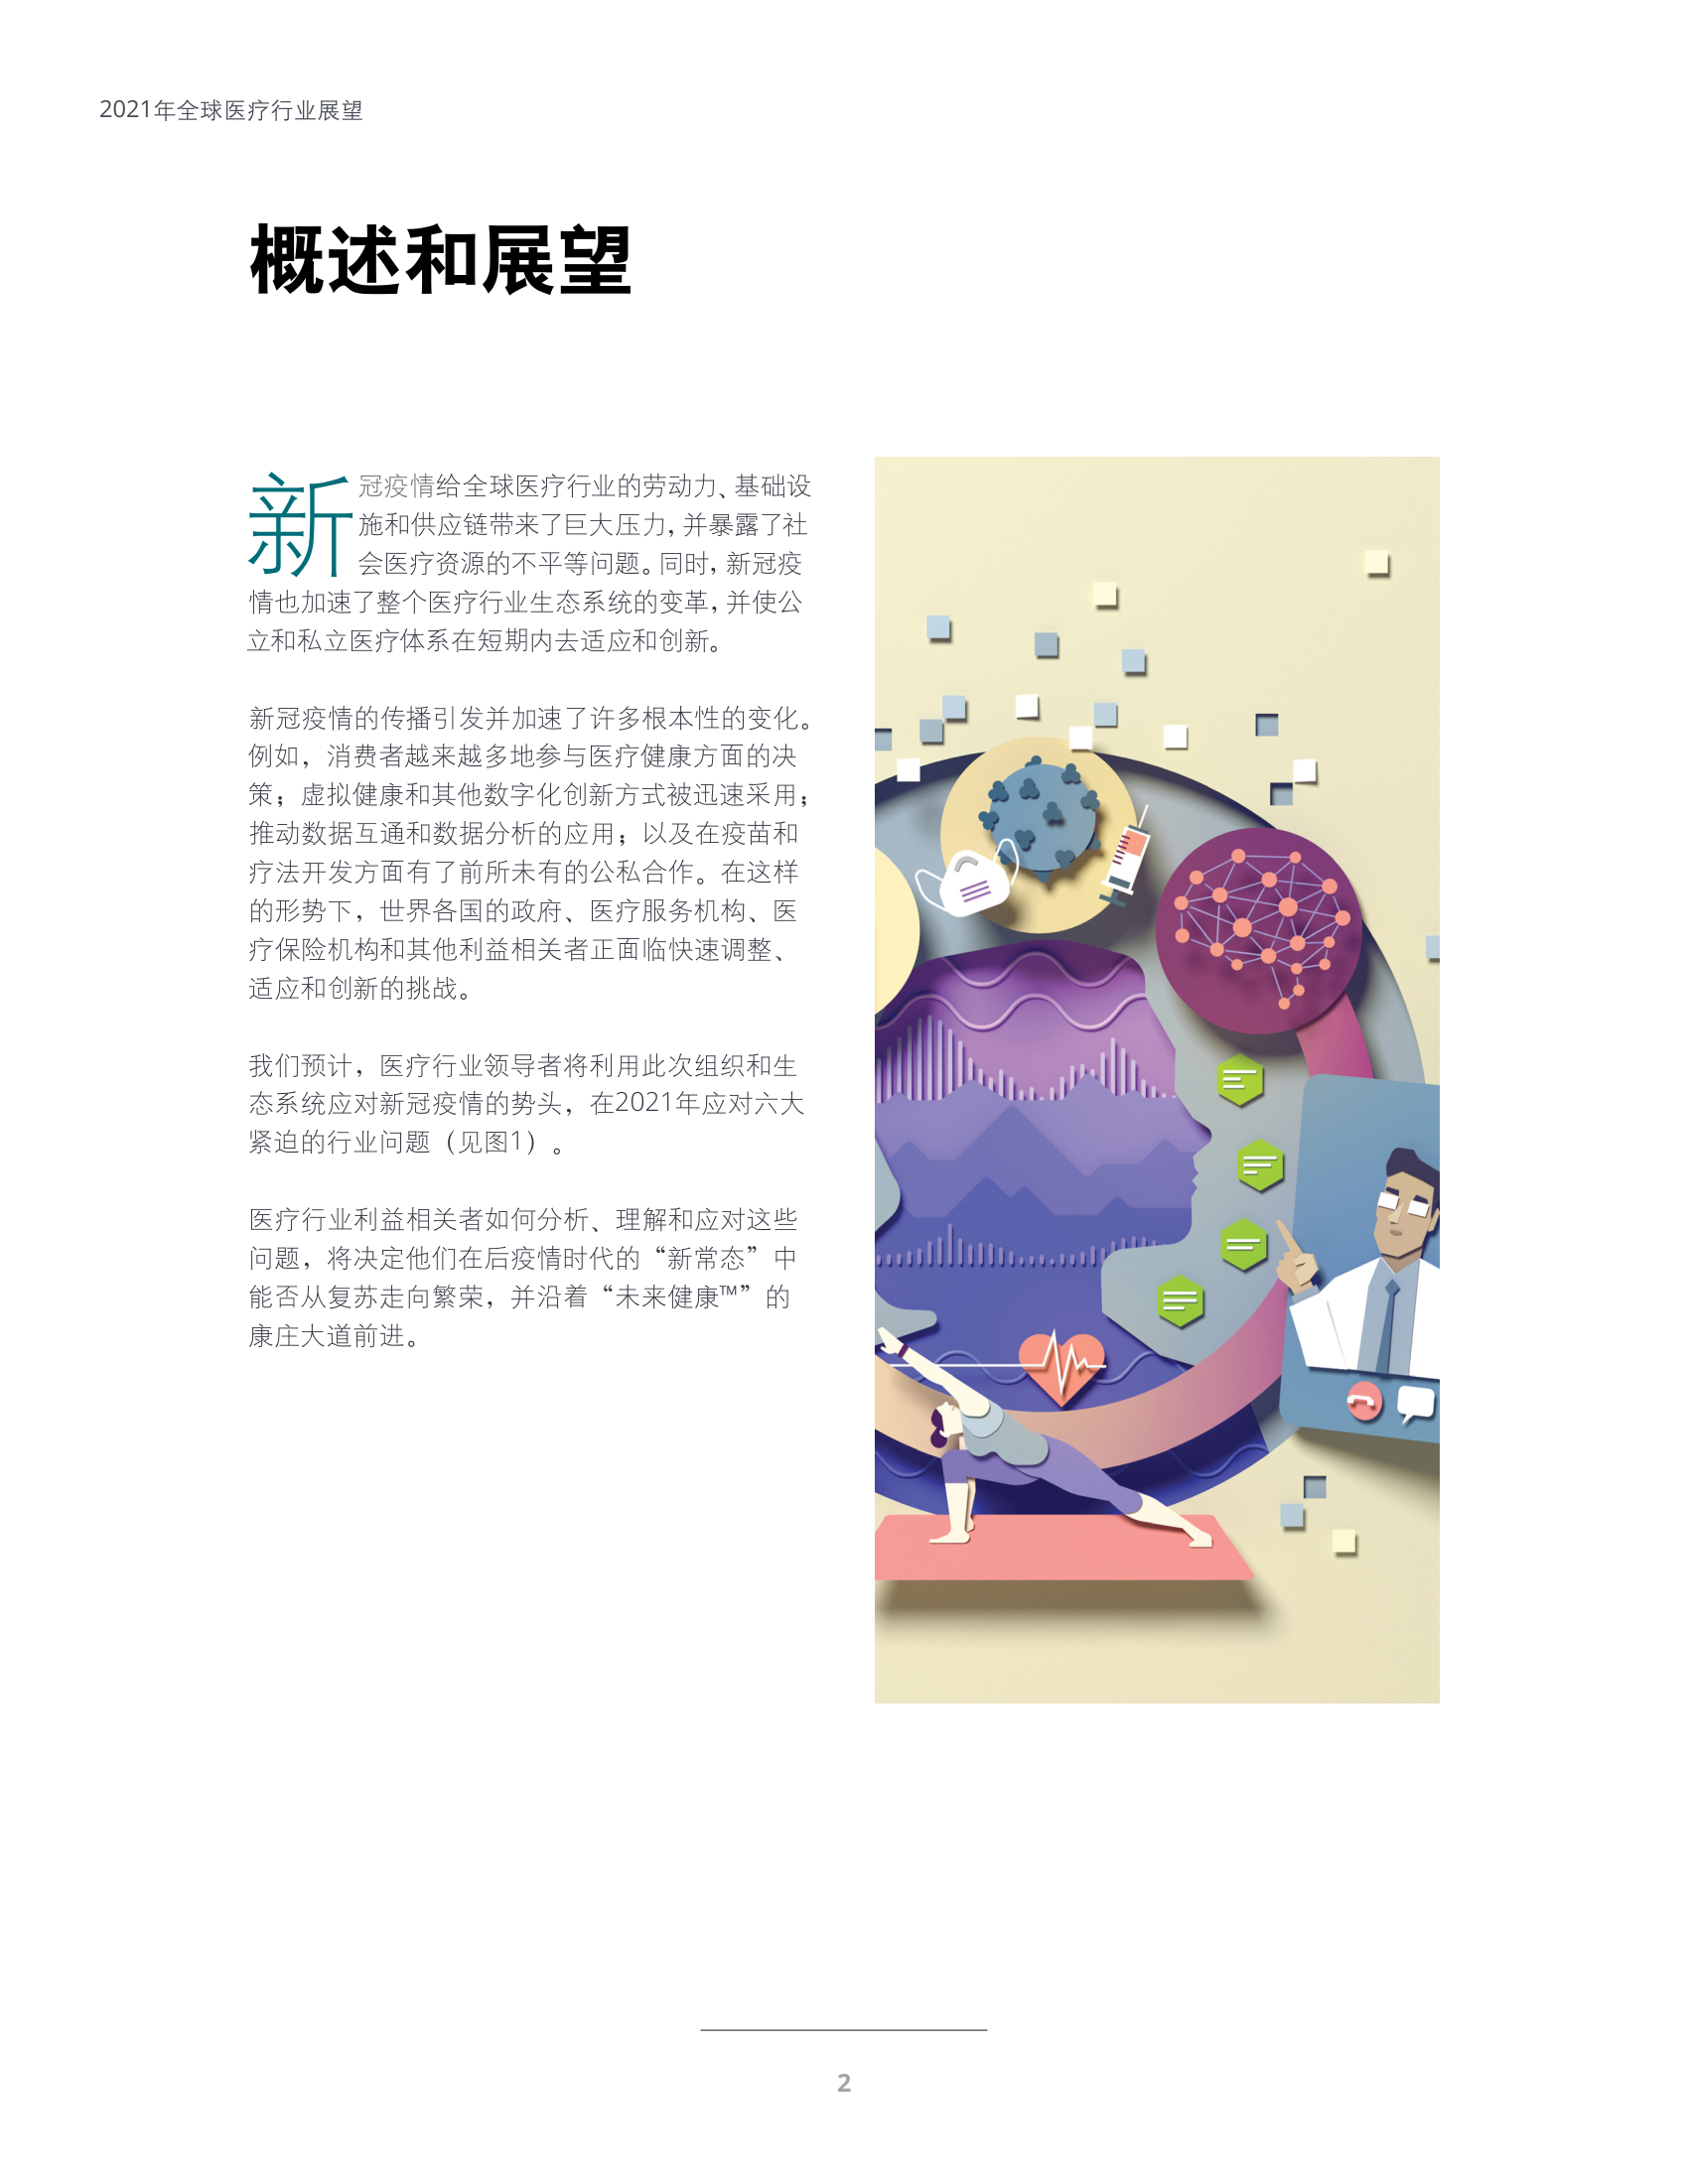 2021年全球医疗行业展望
概述和展望
新冠疫情给全球医疗行业的劳动力、基础设
施和供应链带来了巨大压力，并暴露了社
会医疗资源的不平等问题。同时，新冠疫
情也加速了整个医疗行业生态系统的变革，并使公
立和私立医疗体系在短期内去适应和创新。
新冠疫情的传播引发并加速了许多根本性的变化。
例如，消费者越来越多地参与医疗健康方面的决
策；虚拟健康和其他数字化创新方式被迅速采用；
推动数据互通和数据分析的应用；以及在疫苗和
疗法开发方面有了前所未有的公私合作。在这样
的形势下，世界各国的政府、医疗服务机构、医
疗保险机构和其他利益相关者正面临快速调整、
适应和创新的挑战。
我们预计，医疗行业领导者将利用此次组织和生
态系统应对新冠疫情的势头，在2021年应对六大
紧迫的行业问题（见图1）。
医疗行业利益相关者如何分析、理解和应对这些
问题，将决定他们在后疫情时代的“新常态”中
能否从复苏走向繁荣，并沿着“未来健康™”的
康庄大道前进。
2